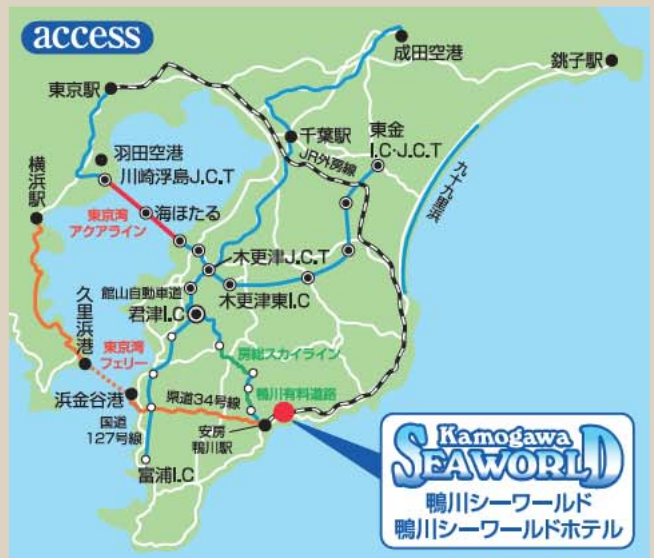 access
成田空港
銚子駅
東京駅
千葉駅
東金
I.C・J.C.T
JR外房線
羽田空港
川崎浮島J.C.T
横浜駅
東京湾
アクアライン
海ほたる
九十九里浜
木更津J.C.T
館山自動車道
木更津東I.C
君津I.C
久里浜港
東京湾
フェリー
房総スカイライン
浜金谷港
県道34号線
鴨川有料道路
国道
127号線
安房
鴨川駅
富浦I.C
Kamogawa
SEAWORLD
鴨川シーワールド
鴨川シーワールドホテル